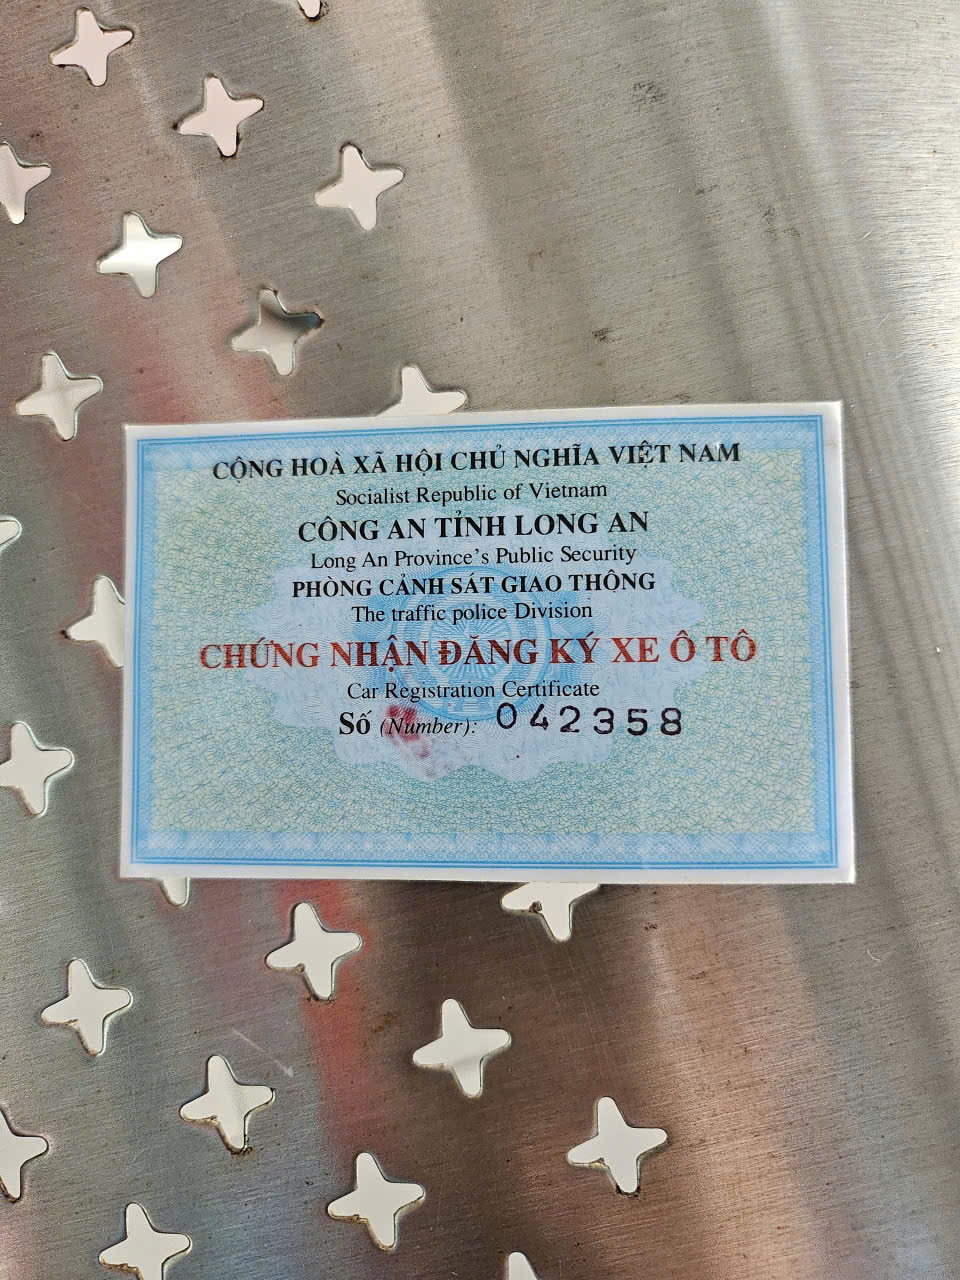 CỘNG HOÀ XÃ HỘI CHỦ NGHĨA VIỆT NAM
Socialist Republic of Vietnam
CÔNG AN TỈNH LONG AN
Long An Province's Public Security
PHÒNG CẢNH SÁT GIAO THÔNG
The traffic police Division
CHỨNG NHẬN ĐĂNG KÝ XE Ô TÔ
Car Registration Certificate
Số (Number): 042358